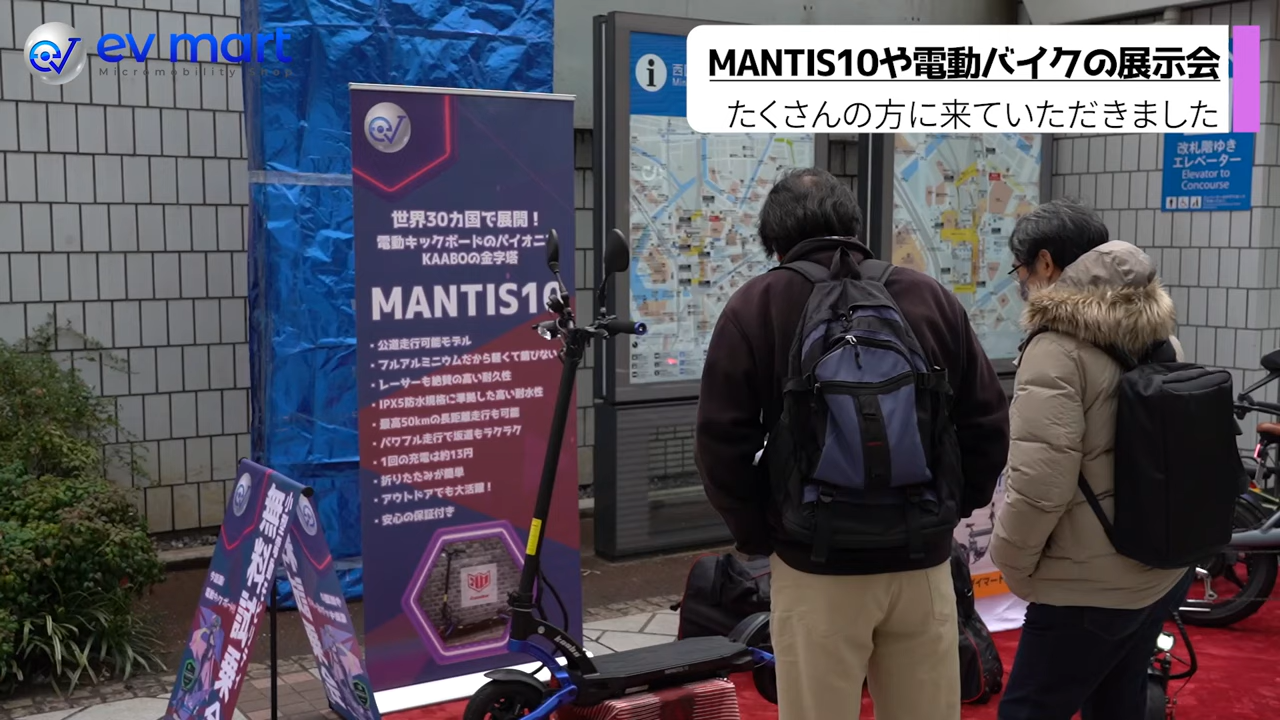 ev mart
Micromobility Shop
MANTIS10や電動バイクの展示会
たくさんの方に来ていただきました
改札階ゆき
エレベーター
Elevator to
Concourse
世界30カ国で展開！
電動キックボードのパイオニ
KAABOの金字塔
MANTIS10
・公道走行可能モデル
・フルアルミニウムだから軽くて錆びない
・レーサーも絶賛の高い耐久性
・IPX5防水規格に準拠した高い耐水性
・最高50kmの長距離走行も可能
・パワフル走行で坂道もラクラク
・1回の充電は約13円
・折りたたみが簡単
・アウトドアでも大活躍！
・安心の保証付き
無料試乗会